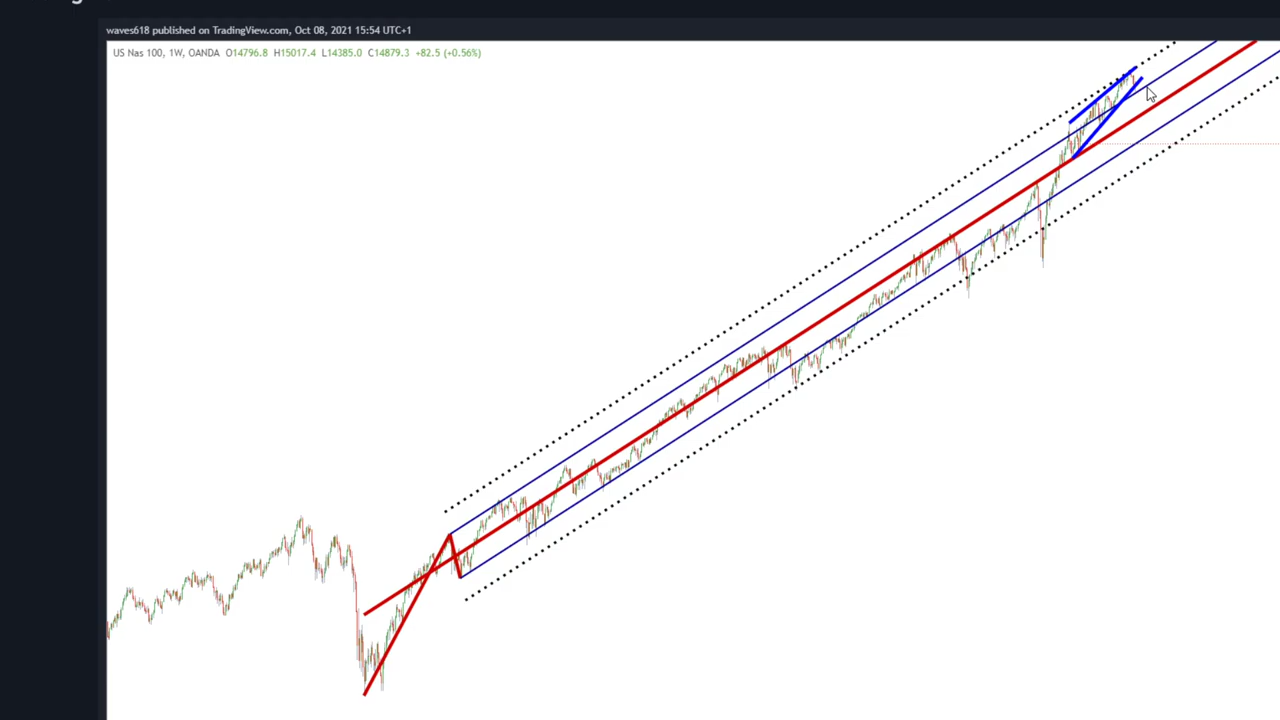 waves618 published on TradingView.com, Oct 08, 2021 15:54 UTC+1
US Nas 100, 1W, OANDA O14796.8 H15017.4 L14385.0 C14879.3 +82.5 (+0.56%)